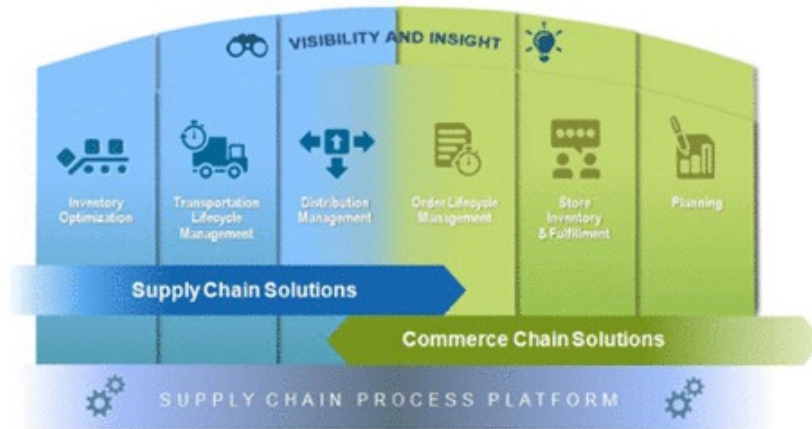 VISIBILITY AND INSIGHT
Inventory
Optimization
Transportation
Lifecycle
Management
Distribution
Management
Order Lifecycle
Management
Store
Inventory
& Fulfillment
Planning
Supply Chain Solutions
Commerce Chain Solutions
SUPPLY CHAIN PROCESS PLATFORM